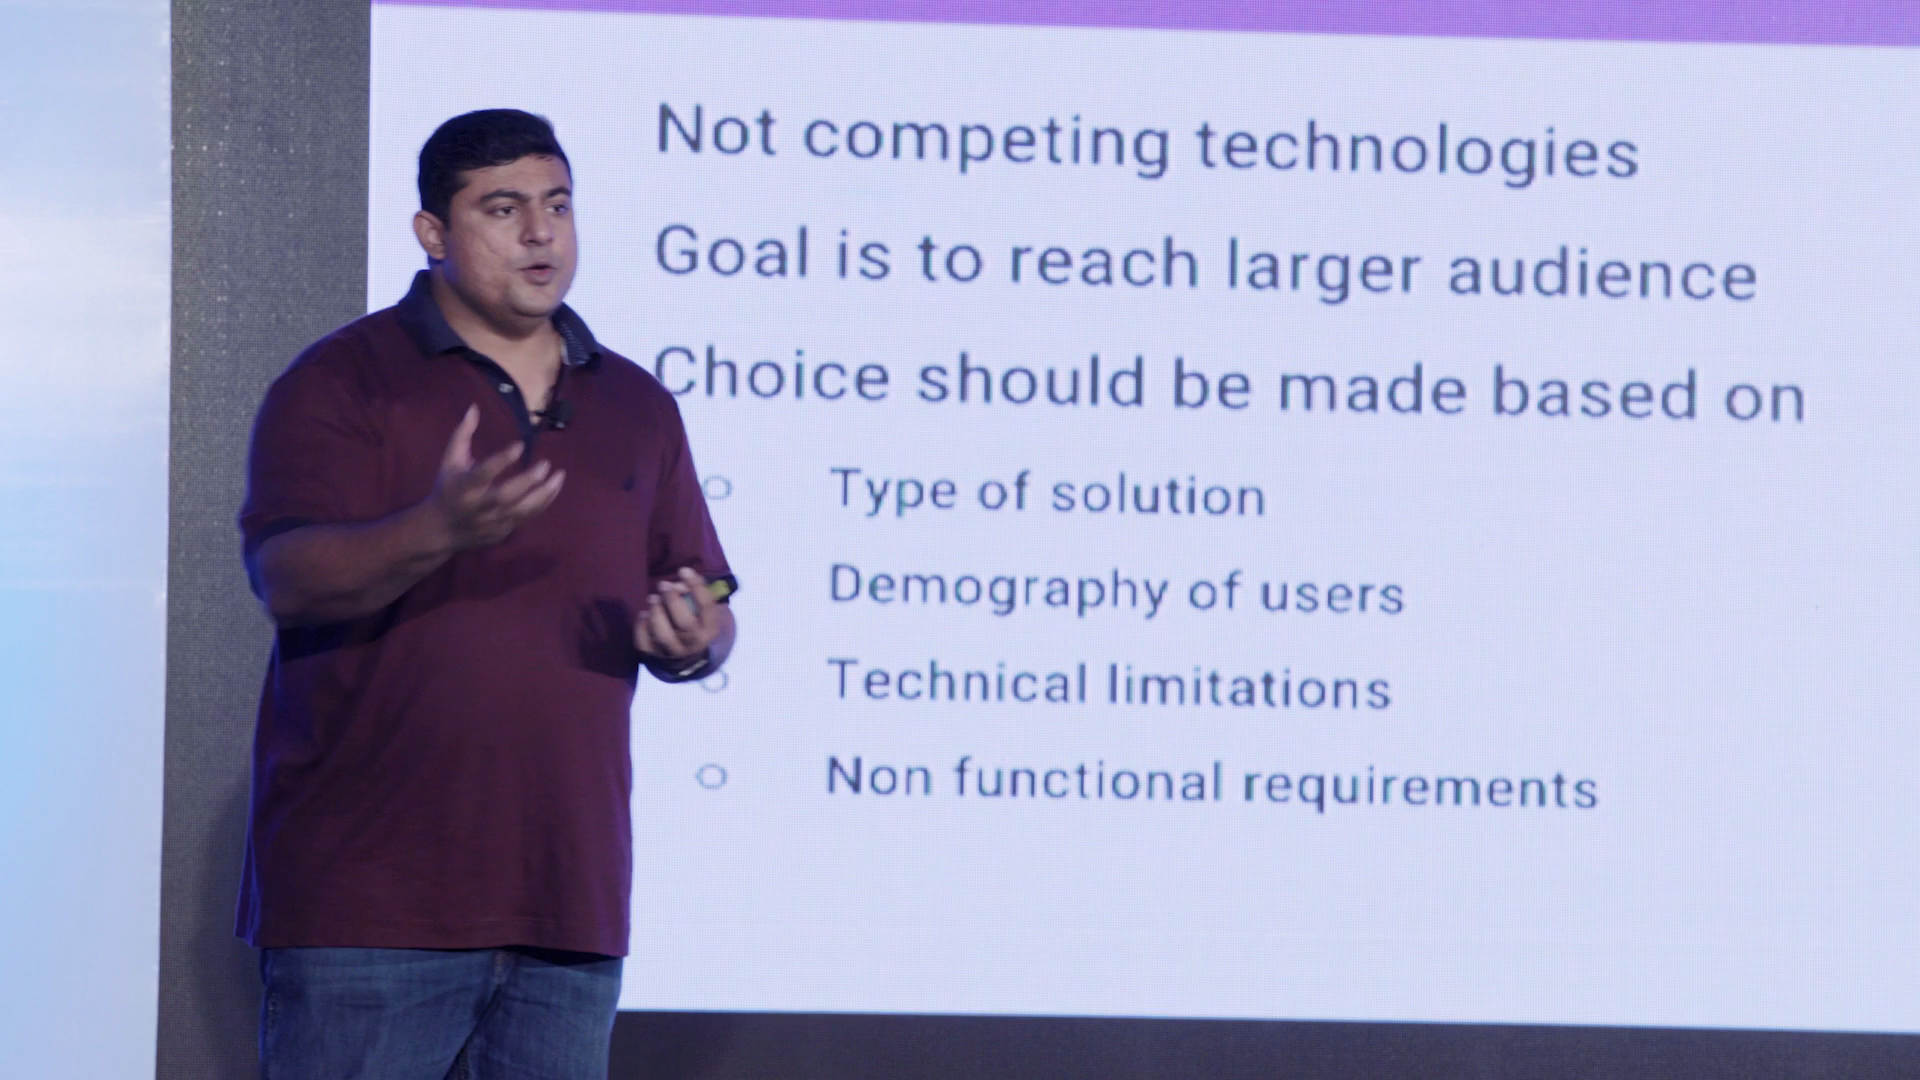 Not competing technologies
Goal is to reach larger audience
Choice should be made based on
Type of solution
Demography of users
Technical limitations
Non functional requirements